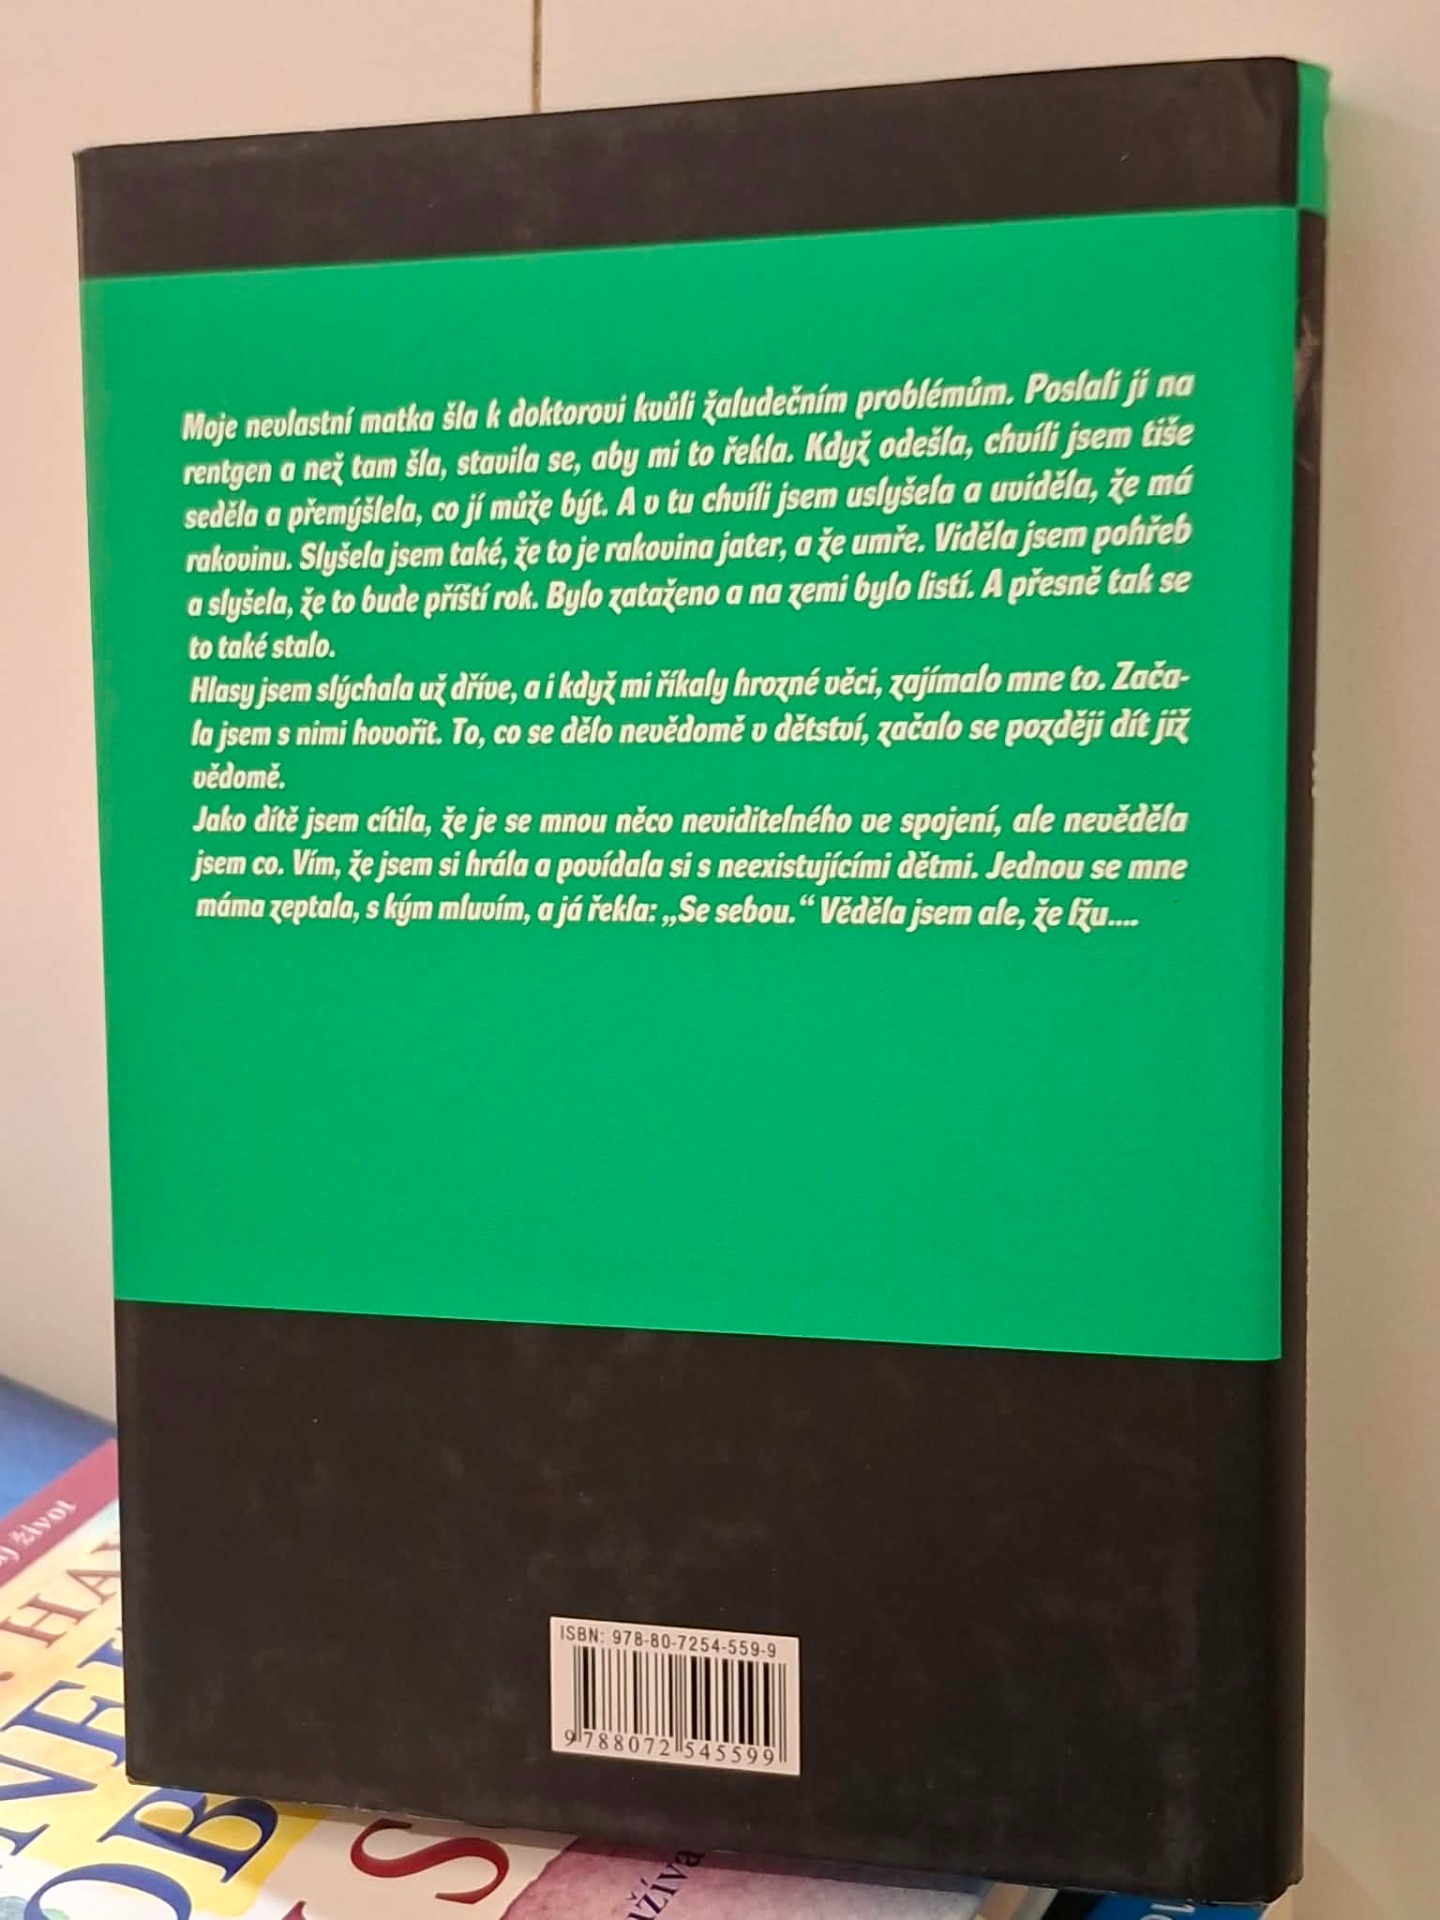 Moje nevlastní matka šla k doktorovi kvůli žaludečním problémům. Poslali ji na
rentgen a než tam šla, stavila se, aby mi to řekla. Když odešla, chvíli jsem tiše
seděla a přemýšlela, co jí může být. A v tu chvíli jsem uslyšela a uviděla, že má
rakovinu. Slyšela jsem také, že to je rakovina jater, a že umře. Viděla jsem pohřeb
a slyšela, že to bude příští rok. Bylo zataženo a na zemi bylo listí. A přesně tak se
to také stalo.
Hlasy jsem slýchala už dříve, a i když mi říkaly hrozné věci, zajímalo mne to. Zača-
la jsem s nimi hovořit. To, co se dělo nevědomě v dětství, začalo se později dít již
vědomě.
Jako dítě jsem cítila, že je se mnou něco neviditelného ve spojení, ale nevěděla
jsem co. Vím, že jsem si hrála a povídala si s neexistujícími dětmi. Jednou se mne
máma zeptala, s kým mluvím, a já řekla: „Se sebou.“ Věděla jsem ale, že lžu....
ISBN: 978-80-7254-559-9
9 788072 545599
život
HAY
OB
S